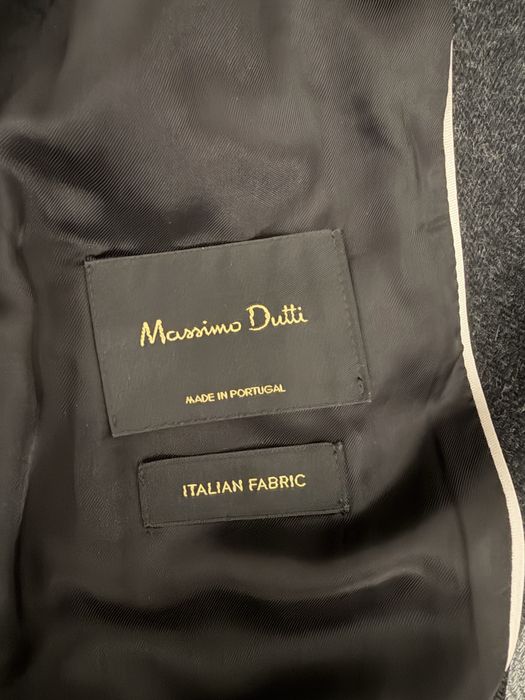 Massimo Dutti
MADE IN PORTUGAL
ITALIAN FABRIC